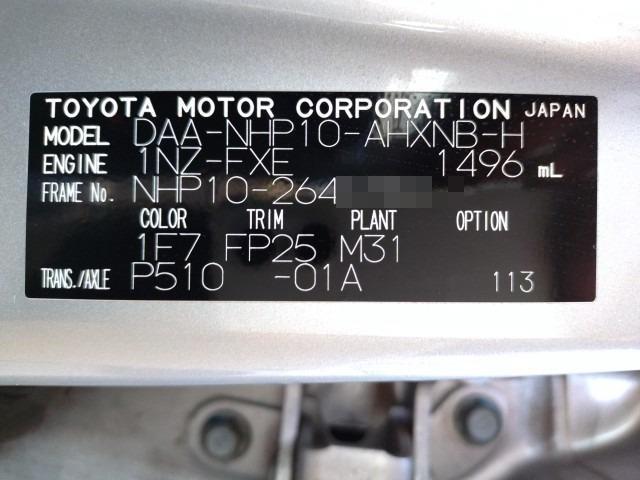 TOYOTA MOTOR CORPORATION JAPAN
MODEL DAA-NHP10-AHXNB-H
ENGINE 1NZ-FXE 1496 mL
FRAME No. NHP10-264
COLOR TRIM PLANT OPTION
1F7 FP25 M31
TRANS./AXLE P510 -01A 113